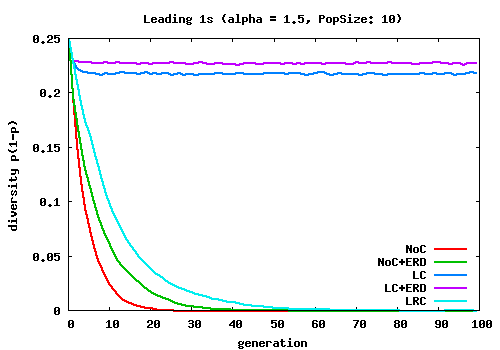 Leading 1s (alpha = 1.5, PopSize: 10)
0.25
0.2
0.15
0.1
0.05
0
diversity p(1-p)
NoC
NoC+ERD
LC
LC+ERD
LRC
0 10 20 30 40 50 60 70 80 90 100
generation